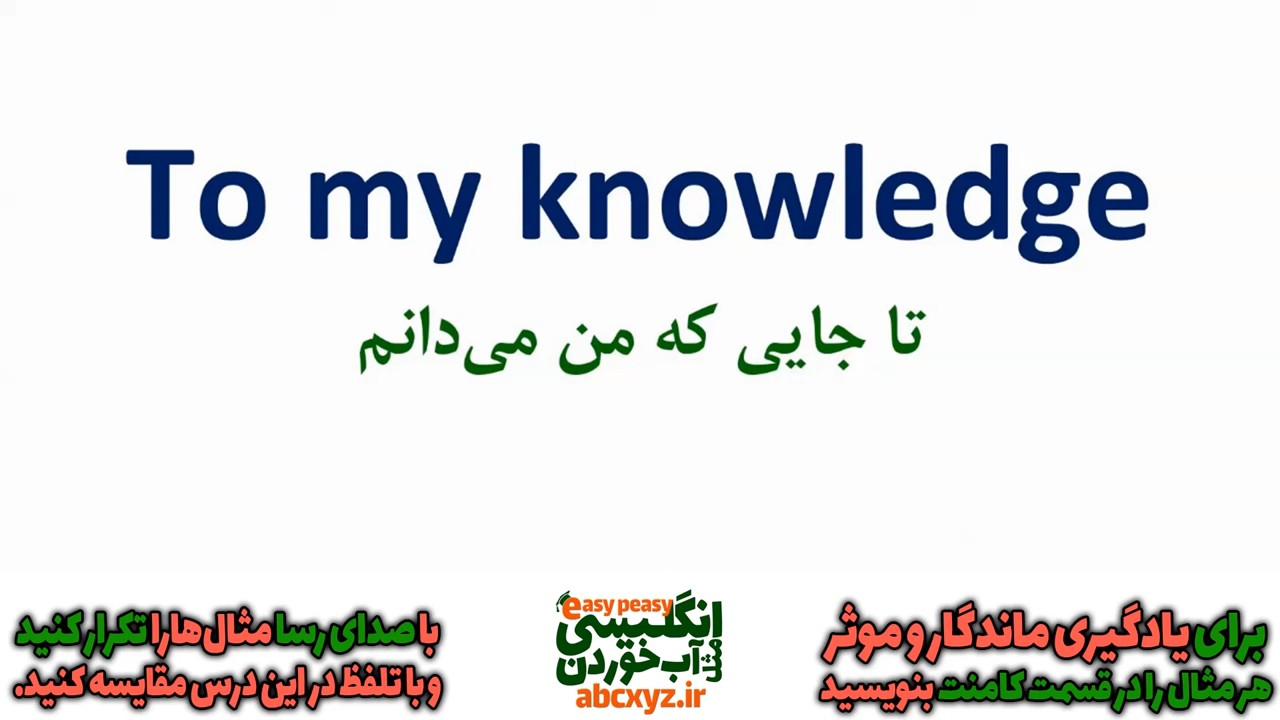 To my knowledge
تا جایی که من می‌دانم
برای یادگیری ماندگار و موثر
هر مثال را در قسمت کامنت بنویسید
easy peasy
انگلیسی
مثل آب خوردن
abcxyz.ir
با صدای رسا مثال‌ها را تکرار کنید
و با تلفظ در این درس مقایسه کنید.